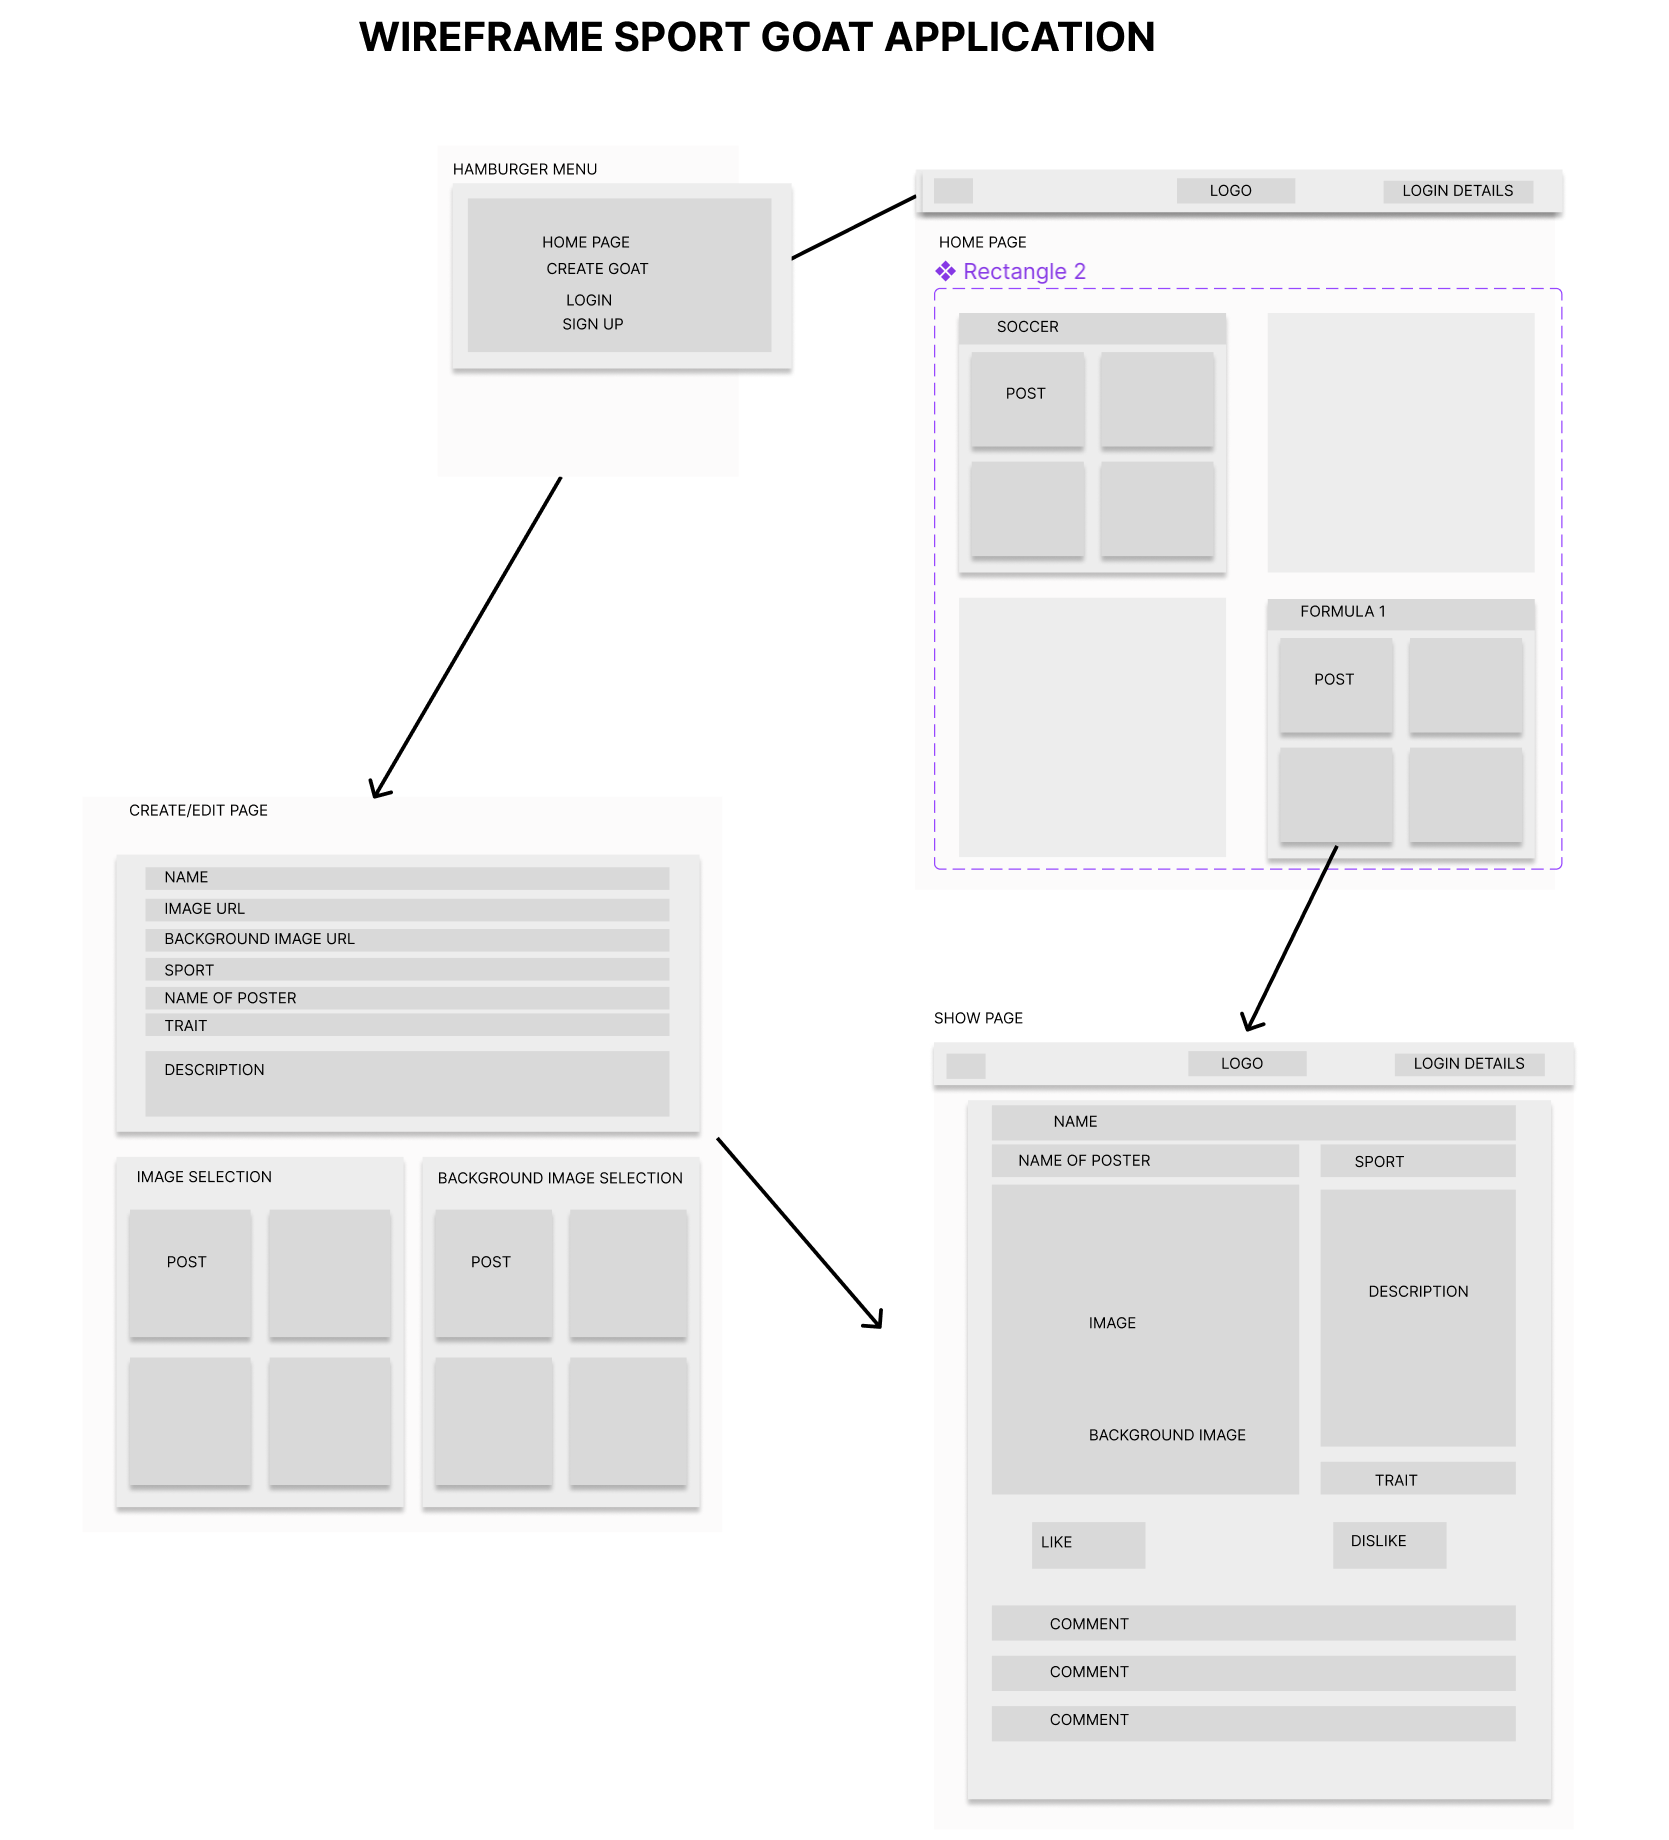 WIREFRAME SPORT GOAT APPLICATION
HAMBURGER MENU
HOME PAGE
CREATE GOAT
LOGIN
SIGN UP
LOGO
LOGIN DETAILS
HOME PAGE
Rectangle 2
SOCCER
POST
FORMULA 1
POST
CREATE/EDIT PAGE
NAME
IMAGE URL
BACKGROUND IMAGE URL
SPORT
NAME OF POSTER
TRAIT
DESCRIPTION
IMAGE SELECTION
POST
BACKGROUND IMAGE SELECTION
POST
SHOW PAGE
LOGO
LOGIN DETAILS
NAME
NAME OF POSTER
SPORT
IMAGE
BACKGROUND IMAGE
DESCRIPTION
TRAIT
LIKE
DISLIKE
COMMENT
COMMENT
COMMENT